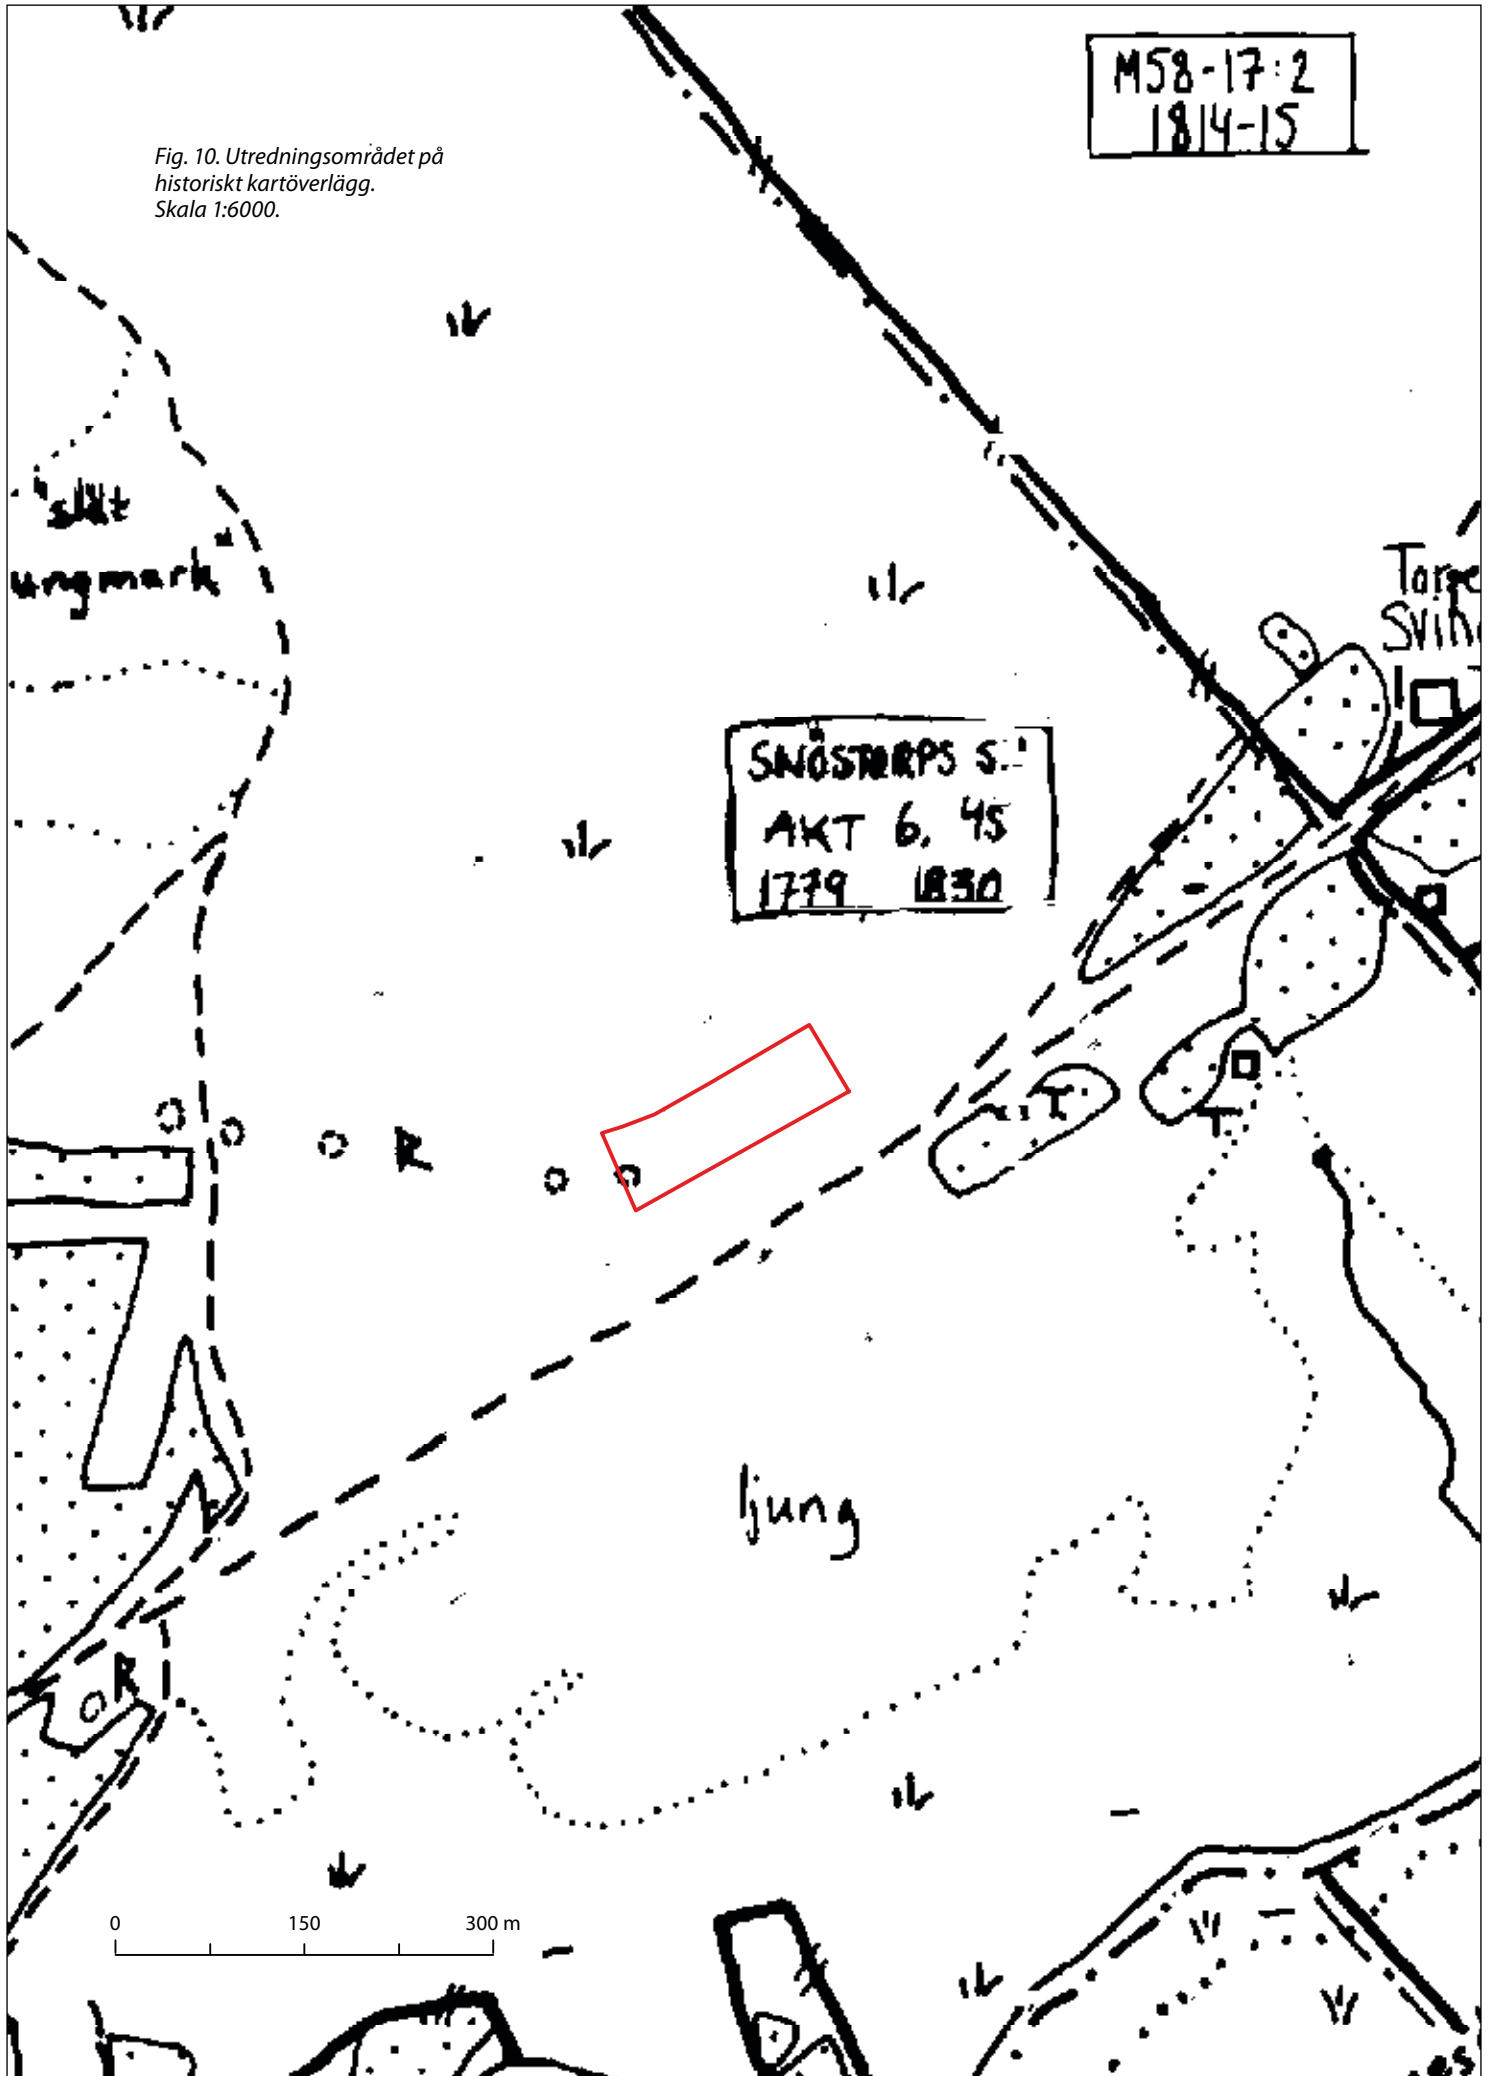 M58-17:2
1814-15
Fig. 10. Utredningsområdet på
historiskt kartöverlägg.
Skala 1:6000.
"slät
ungmark"
SNÖSTORPS S.
AKT 6, 45
1779 1830
T
T
R
ljung
R
0 150 300 m